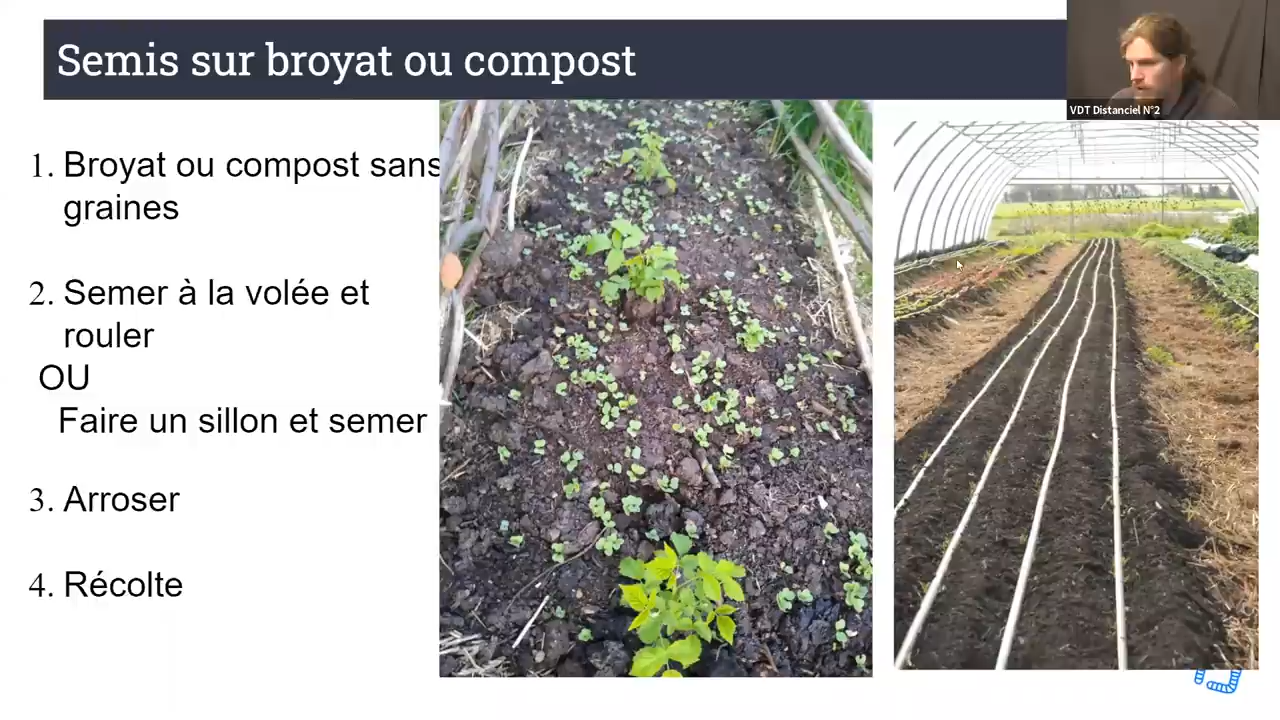 Semis sur broyat ou compost
VDT Distanciel N°2
1. Broyat ou compost sans
graines
2. Semer à la volée et
rouler
OU
Faire un sillon et semer
3. Arroser
4. Récolte